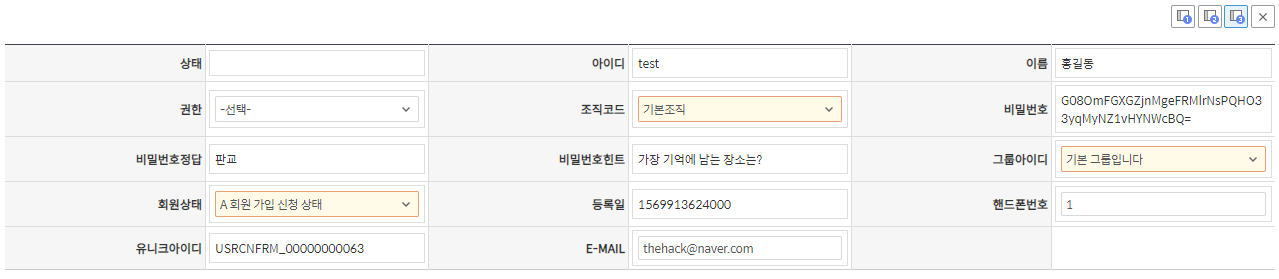 1 2 3
상태 아이디 test 이름 홍길동
권한 -선택- 조직코드 기본조직 비밀번호 G08OmFGXGZjnMgeFRMlrNsPQHO3
3yqMyNZ1vHYNWcBQ=
비밀번호정답 판교 비밀번호힌트 가장 기억에 남는 장소는? 그룹아이디 기본 그룹입니다
회원상태 A 회원 가입 신청 상태 등록일 1569913624000 핸드폰번호 1
유니크아이디 USRCNFRM_00000000063 E-MAIL thehack@naver.com